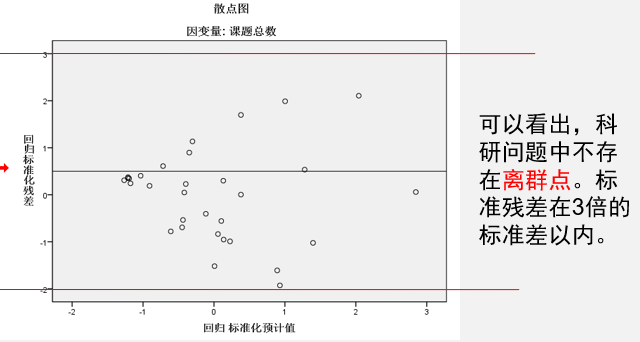 散点图
因变量: 课题总数
3
2
1
0
-1
-2
回归标准化残差
-2
-1
0
1
2
3
回归 标准化预计值
可以看出，科
研问题中不存
在离群点。标
准残差在3倍的
标准差以内。